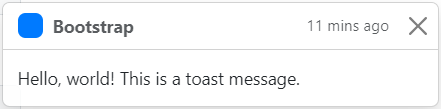 Bootstrap 11 mins ago
Hello, world! This is a toast message.